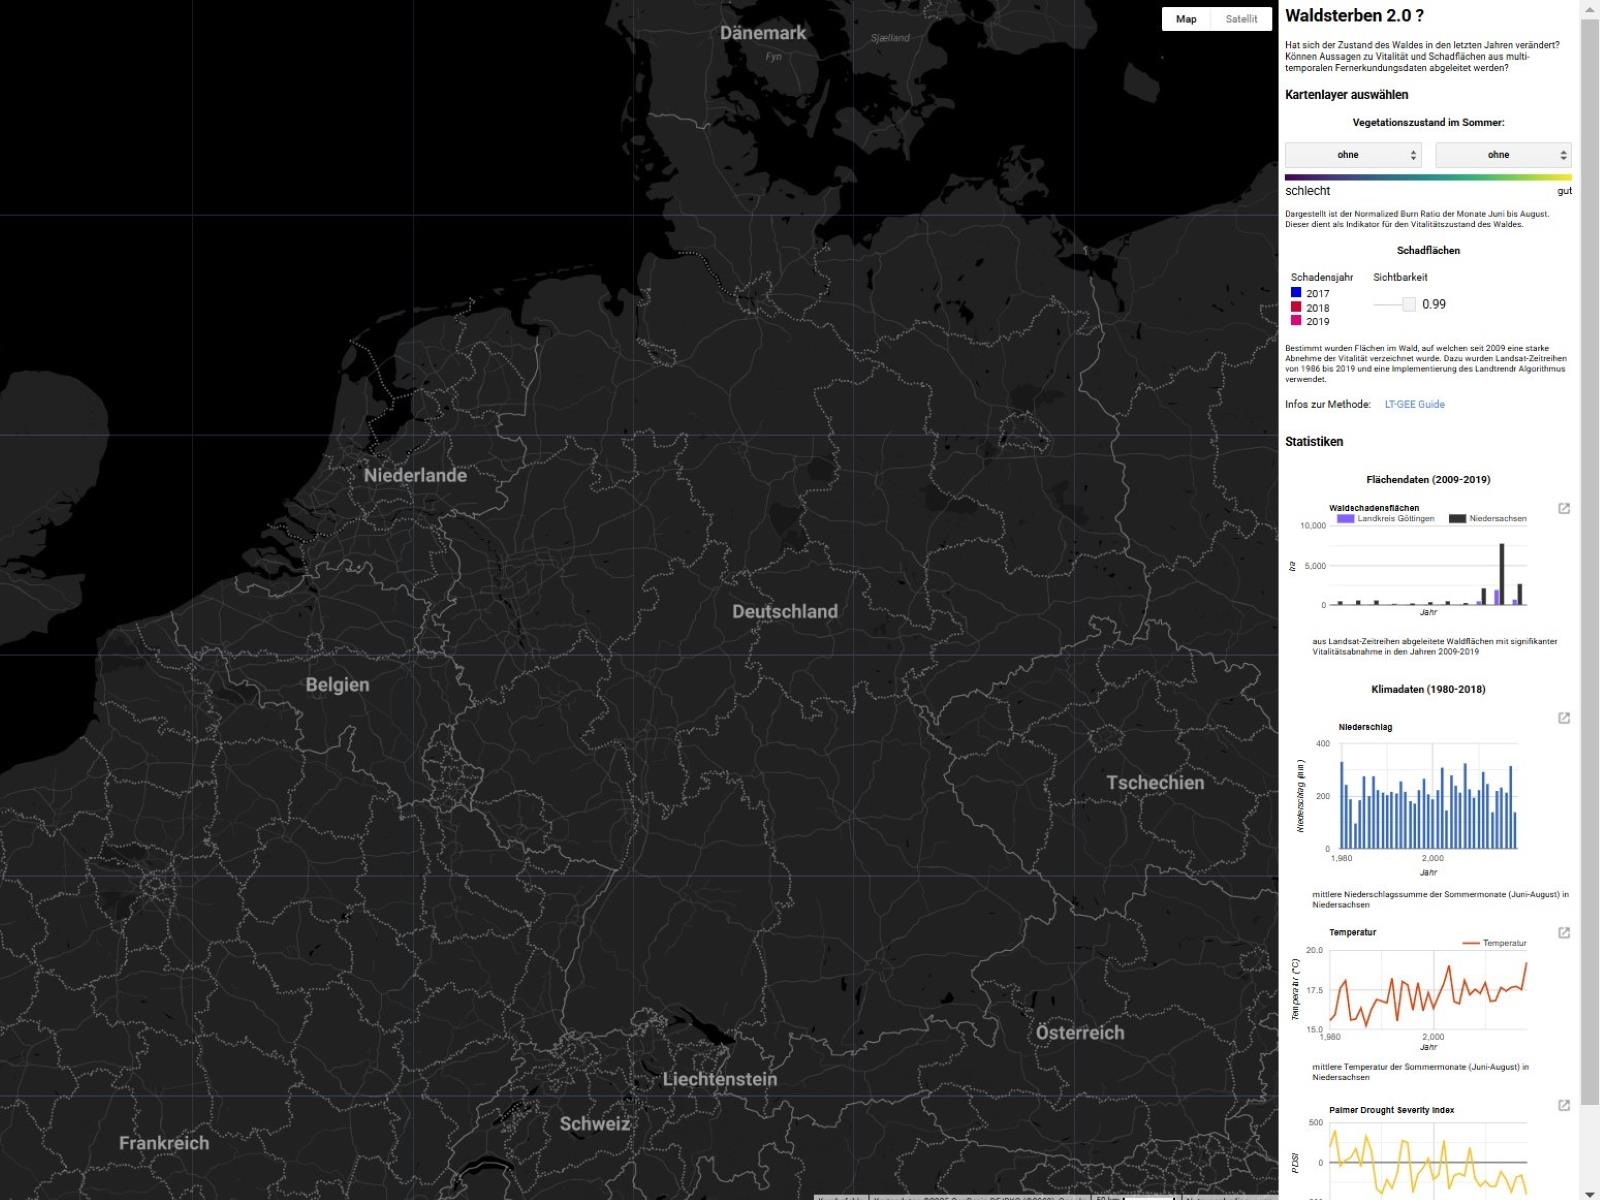 Dänemark
Fyn
Sjælland
Map
Satellit
Niederlande
Deutschland
Belgien
Tschechien
Österreich
Liechtenstein
Schweiz
Frankreich
Waldsterben 2.0 ?
Hat sich der Zustand des Waldes in den letzten Jahren verändert?
Können Aussagen zu Vitalität und Schadflächen aus multi-
temporalen Fernerkundungsdaten abgeleitet werden?
Kartenlayer auswählen
Vegetationszustand im Sommer:
ohne
ohne
schlecht
gut
Dargestellt ist der Normalized Burn Ratio der Monate Juni bis August.
Dieser dient als Indikator für den Vitalitätszustand des Waldes.
Schadflächen
Schadensjahr
Sichtbarkeit
2017
2018
2019
0.99
Bestimmt wurden Flächen im Wald, auf welchen seit 2009 eine starke
Abnahme der Vitalität verzeichnet wurde. Dazu wurden Landsat-Zeitreihen
von 1986 bis 2019 und eine Implementierung des Landtrendr Algorithmus
verwendet.
Infos zur Methode: LT-GEE Guide
Statistiken
Flächendaten (2009-2019)
Waldschadensflächen
Landkreis Göttingen
Niedersachsen
10,000
5,000
0
ha
Jahr
aus Landsat-Zeitreihen abgeleitete Waldflächen mit signifikanter
Vitalitätsabnahme in den Jahren 2009-2019
Klimadaten (1980-2018)
Niederschlag
400
200
0
Niederschlag (mm)
1,980
2,000
Jahr
mittlere Niederschlagssumme der Sommermonate (Juni-August) in
Niedersachsen
Temperatur
Temperatur
20.0
17.5
15.0
Temperatur (°C)
1,980
2,000
Jahr
mittlere Temperatur der Sommermonate (Juni-August) in
Niedersachsen
Palmer Drought Severity Index
500
0
PDSI